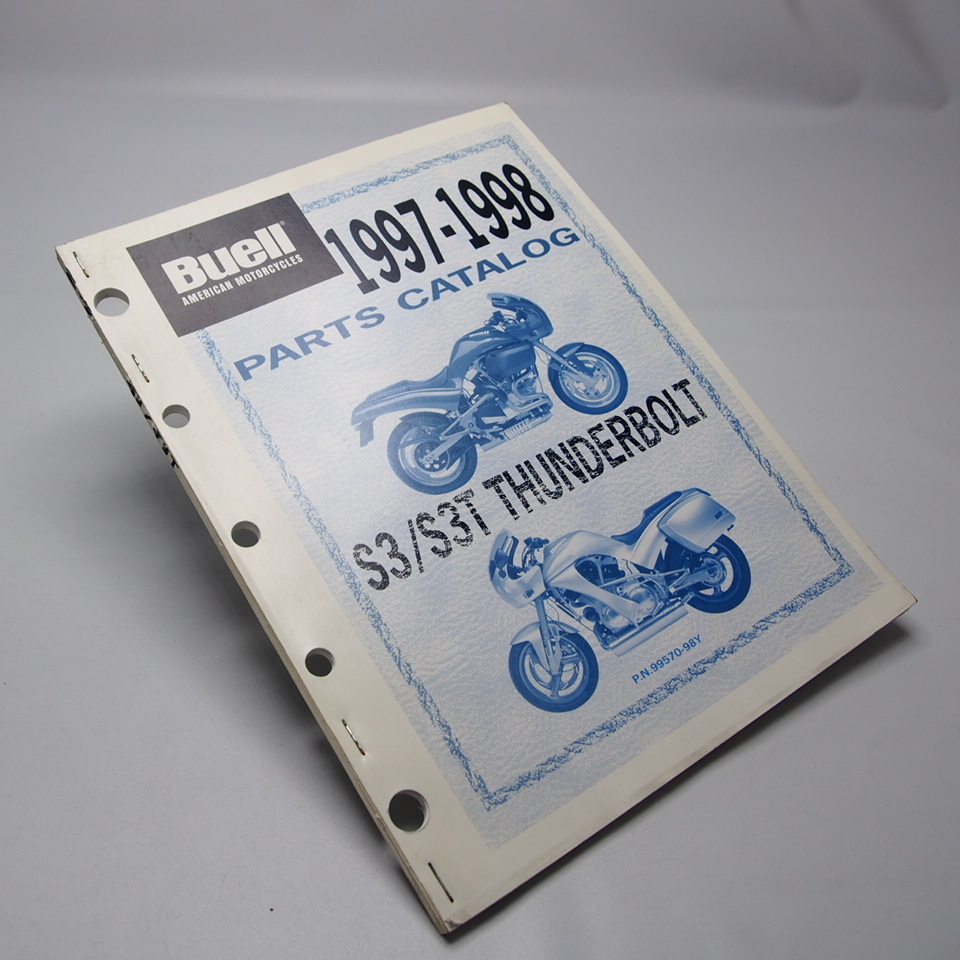 Buell®
AMERICAN MOTORCYCLES
1997-1998
PARTS CATALOG
S3/S3T THUNDERBOLT
P.N.99570-98Y